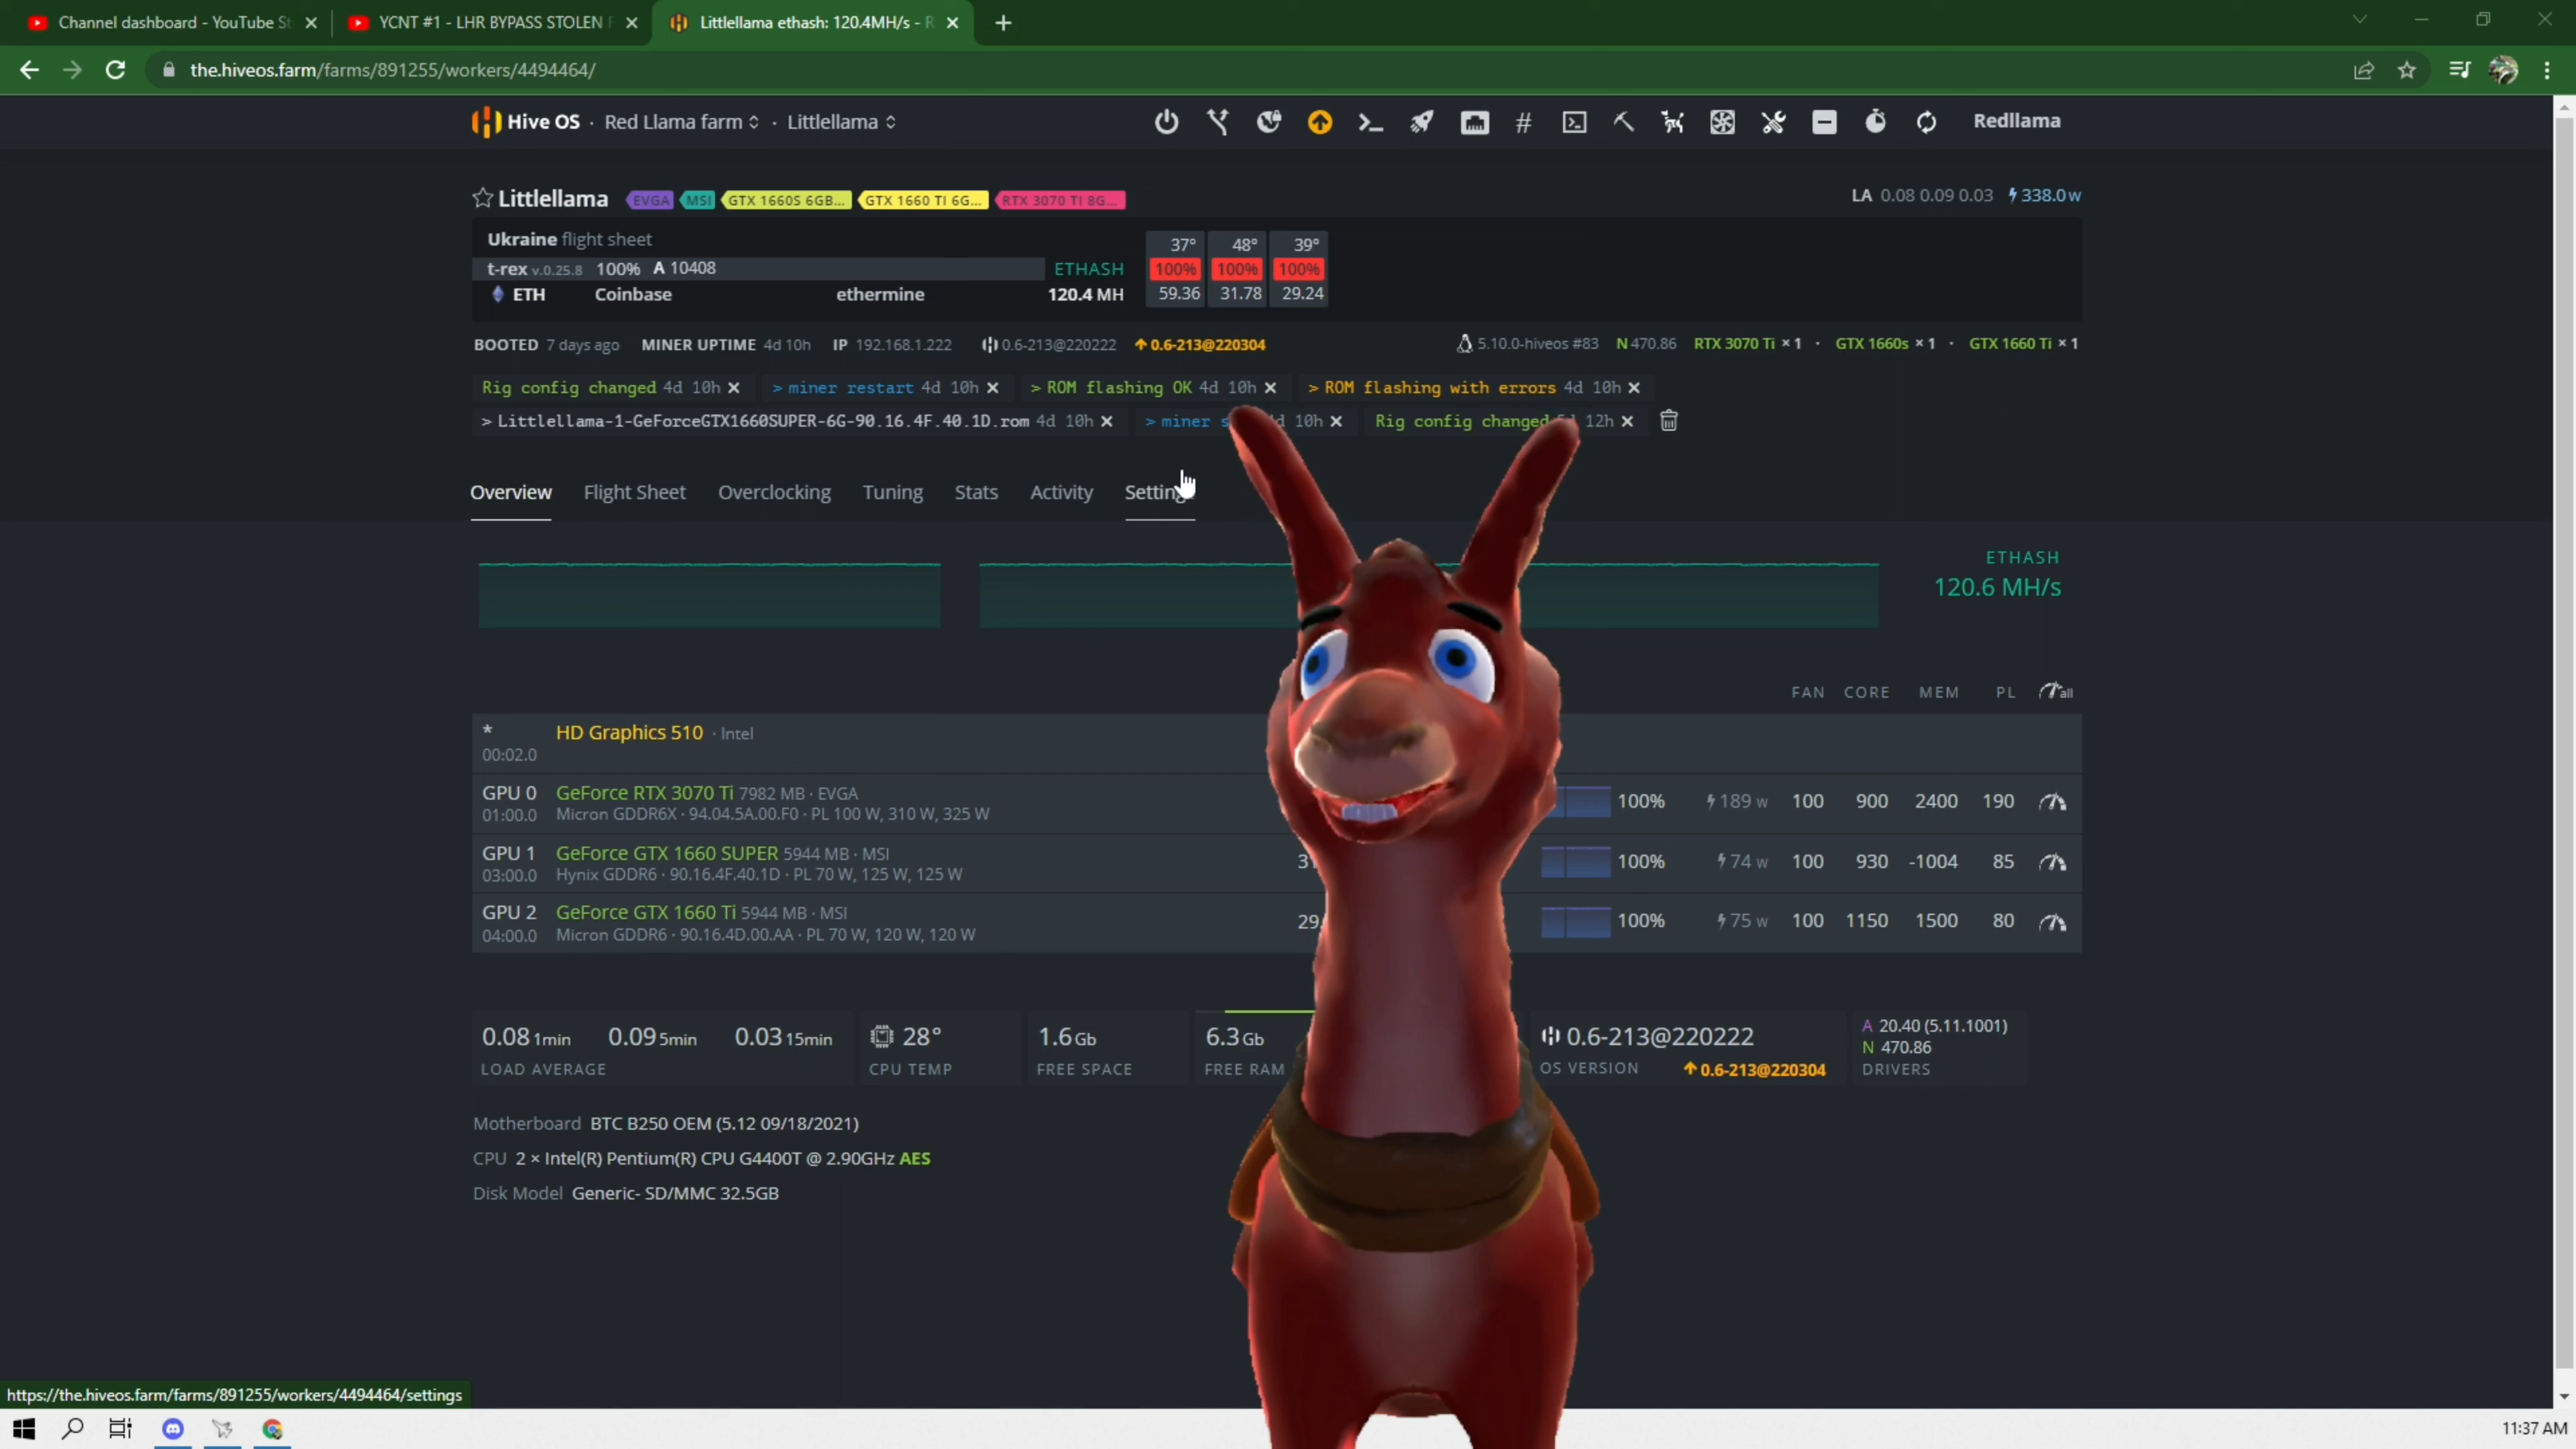 Channel dashboard - YouTube St
YCNT #1 - LHR BYPASS STOLEN
Littlellama ethash: 120.4MH/s - R
the.hiveos.farm/farms/891255/workers/4494464/
Hive OS · Red Llama farm · Littlellama
Redllama
Littlellama EVGA MSI GTX 1660S 6GB... GTX 1660 TI 6G... RTX 3070 TI 8G...
LA 0.08 0.09 0.03 338.0 w
Ukraine flight sheet
37° 48° 39°
t-rex v.0.25.8 100% A 10408 ETHASH
100% 100% 100%
ETH Coinbase ethermine 120.4 MH
59.36 31.78 29.24
BOOTED 7 days ago MINER UPTIME 4d 10h IP 192.168.1.222 0.6-213@220222 0.6-213@220304
5.10.0-hiveos #83 N 470.86 RTX 3070 Ti × 1 · GTX 1660s × 1 · GTX 1660 Ti × 1
Rig config changed 4d 10h > miner restart 4d 10h > ROM flashing OK 4d 10h > ROM flashing with errors 4d 10h
> Littlellama-1-GeForceGTX1660SUPER-6G-90.16.4F.40.1D.rom 4d 10h > miner s d 10h Rig config changed 12h
Overview Flight Sheet Overclocking Tuning Stats Activity Setting
ETHASH
120.6 MH/s
FAN CORE MEM PL all
* HD Graphics 510 · Intel
00:02.0
GPU 0 GeForce RTX 3070 Ti 7982 MB · EVGA
01:00.0 Micron GDDR6X · 94.04.5A.00.F0 · PL 100 W, 310 W, 325 W
100% 189 w 100 900 2400 190
GPU 1 GeForce GTX 1660 SUPER 5944 MB · MSI
03:00.0 Hynix GDDR6 · 90.16.4F.40.1D · PL 70 W, 125 W, 125 W
100% 74 w 100 930 -1004 85
GPU 2 GeForce GTX 1660 Ti 5944 MB · MSI
04:00.0 Micron GDDR6 · 90.16.4D.00.AA · PL 70 W, 120 W, 120 W
29. 100% 75 w 100 1150 1500 80
0.08 1min 0.09 5min 0.03 15min
LOAD AVERAGE
28°
CPU TEMP
1.6 Gb
FREE SPACE
6.3 Gb
FREE RAM
0.6-213@220222
OS VERSION 0.6-213@220304
A 20.40 (5.11.1001)
N 470.86
DRIVERS
Motherboard BTC B250 OEM (5.12 09/18/2021)
CPU 2 × Intel(R) Pentium(R) CPU G4400T @ 2.90GHz AES
Disk Model Generic- SD/MMC 32.5GB
https://the.hiveos.farm/farms/891255/workers/4494464/settings
11:37 AM